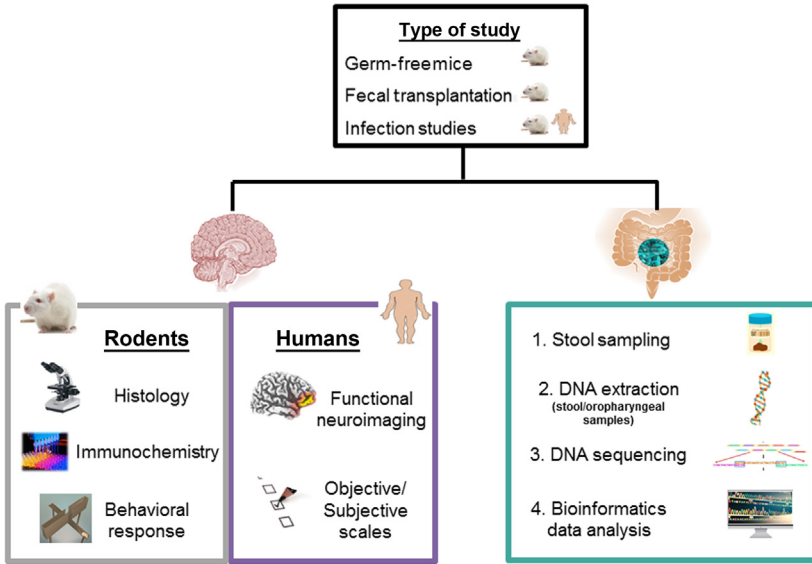 Type of study
Germ-freemice
Fecal transplantation
Infection studies
Rodents
Histology
Immunochemistry
Behavioral
response
Humans
Functional
neuroimaging
Objective/
Subjective
scales
1. Stool sampling
2. DNA extraction
(stool/oropharyngeal
samples)
3. DNA sequencing
4. Bioinformatics
data analysis